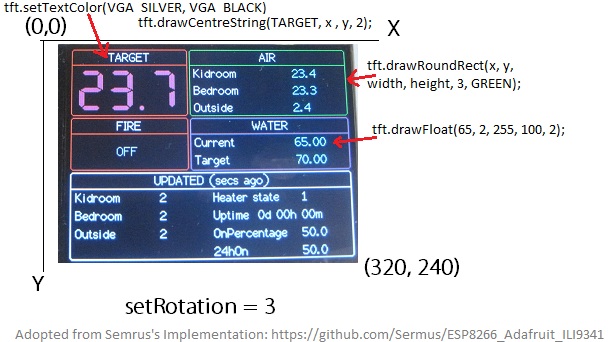 tft.setTextColor(VGA_SILVER, VGA_BLACK)
(0,0)
tft.drawCentreString(TARGET, x , y, 2);
X
TARGET
23.7
AIR
Kidroom 23.4
Bedroom 23.3
Outside 2.4
tft.drawRoundRect(x, y,
width, height, 3, GREEN);
FIRE
OFF
WATER
Current 65.00
Target 70.00
tft.drawFloat(65, 2, 255, 100, 2);
UPDATED (secs ago)
Kidroom 2 Heater state 1
Bedroom 2 Uptime 0d 00h 00m
Outside 2 OnPercentage 50.0
24hOn 50.0
Y
(320, 240)
setRotation = 3
Adopted from Semrus's Implementation: https://github.com/Sermus/ESP8266_Adafruit_ILI9341